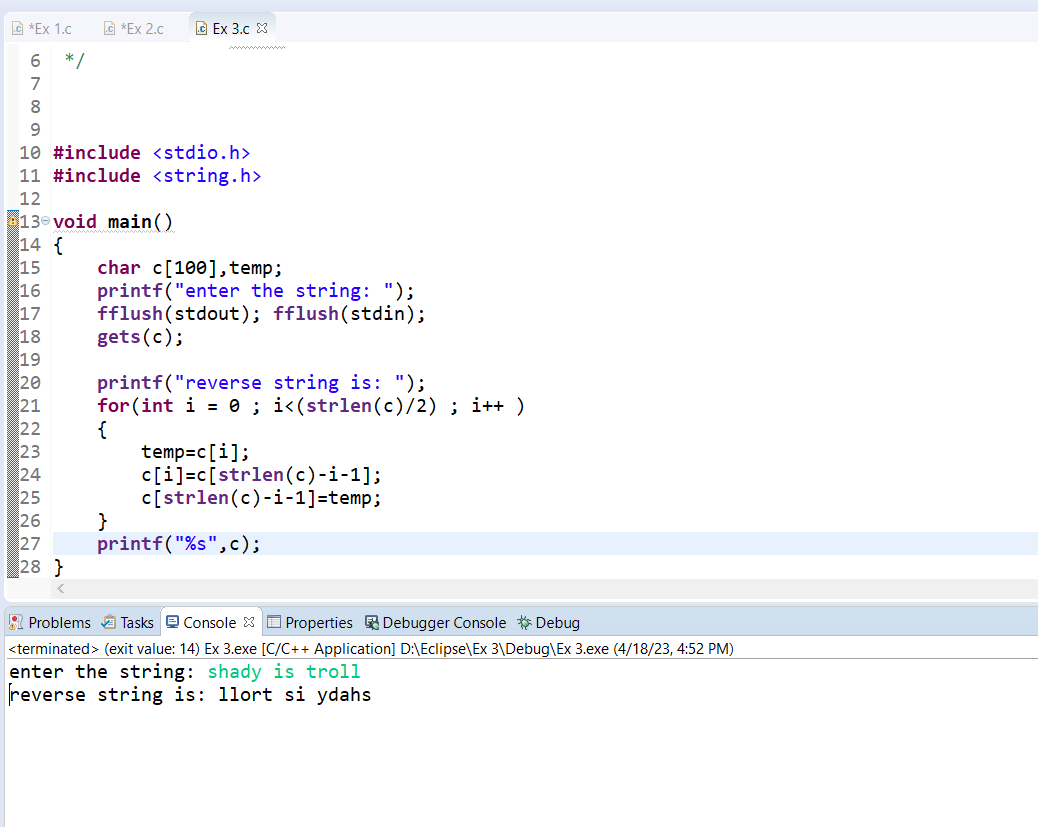 *Ex 1.c *Ex 2.c Ex 3.c
6 */
7
8
9
10 #include <stdio.h>
11 #include <string.h>
12
13 void main()
14 {
15     char c[100],temp;
16     printf("enter the string: ");
17     fflush(stdout); fflush(stdin);
18     gets(c);
19
20     printf("reverse string is: ");
21     for(int i = 0 ; i<(strlen(c)/2) ; i++ )
22     {
23         temp=c[i];
24         c[i]=c[strlen(c)-i-1];
25         c[strlen(c)-i-1]=temp;
26     }
27     printf("%s",c);
28 }
Problems Tasks Console Properties Debugger Console Debug
<terminated> (exit value: 14) Ex 3.exe [C/C++ Application] D:\Eclipse\Ex 3\Debug\Ex 3.exe (4/18/23, 4:52 PM)
enter the string: shady is troll
reverse string is: llort si ydahs